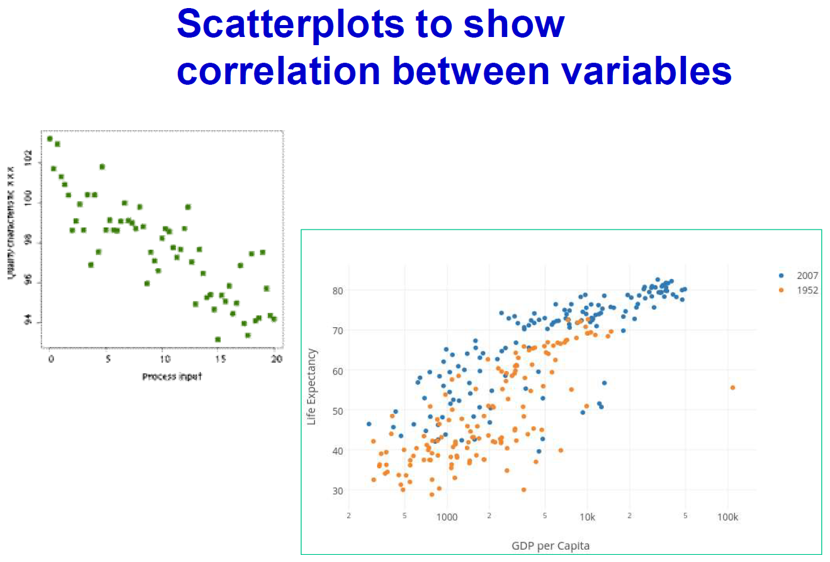 Scatterplots to show
correlation between variables
102
100
98
96
94
0 5 10 15 20
Process input
2007
1952
80
70
60
50
40
30
Life Expectancy
2 5 1000 2 5 10k 2 5 100k
GDP per Capita